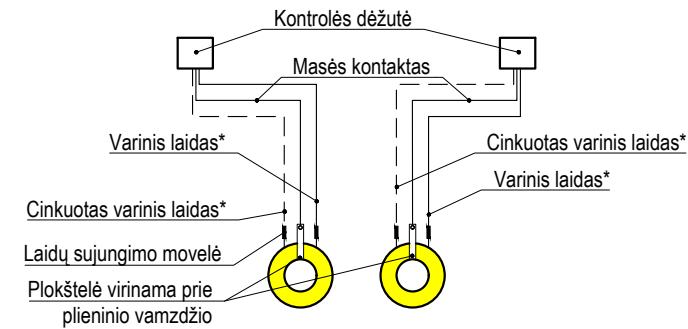 Kontrolės dėžutė
Masės kontaktas
Varinis laidas*
Cinkuotas varinis laidas*
Varinis laidas*
Cinkuotas varinis laidas*
Laidų sujungimo movelė
Plokštelė virinama prie
plieninio vamzdžio